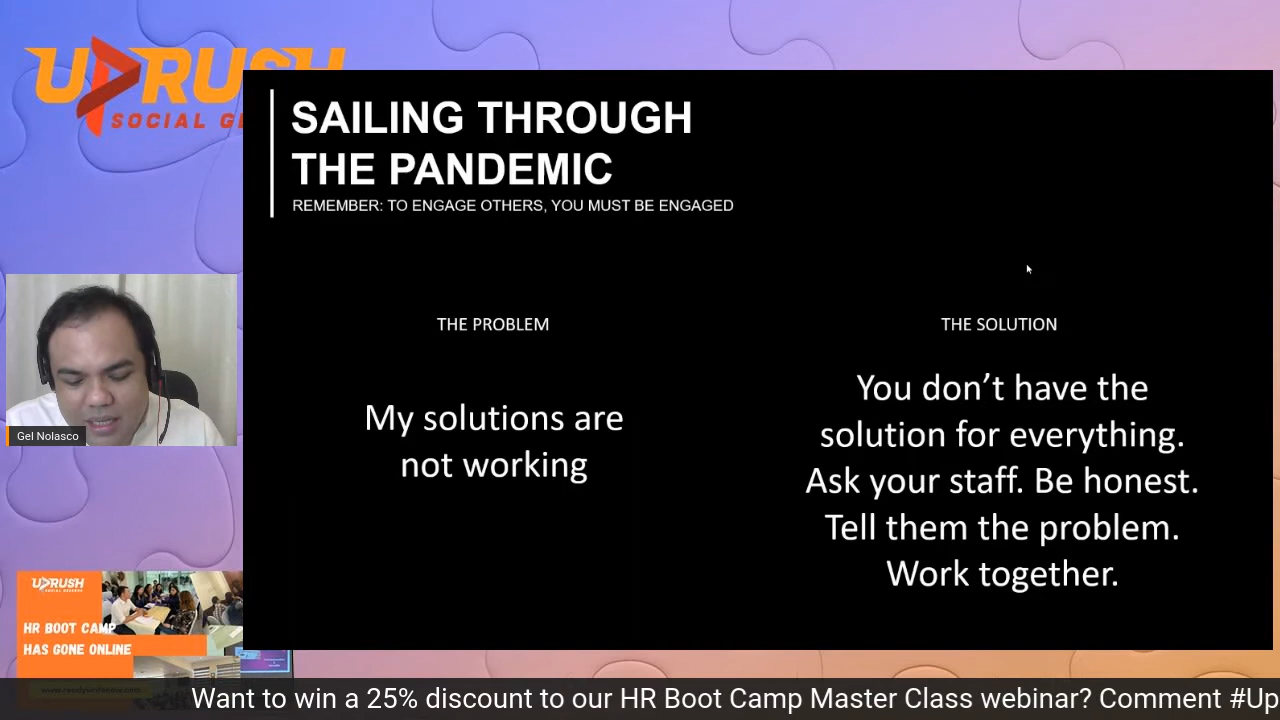 UPRUSH
SOCIAL
SAILING THROUGH
THE PANDEMIC
REMEMBER: TO ENGAGE OTHERS, YOU MUST BE ENGAGED
THE PROBLEM
My solutions are
not working
THE SOLUTION
You don’t have the
solution for everything.
Ask your staff. Be honest.
Tell them the problem.
Work together.
Gel Nolasco
UPRUSH
HR BOOT CAMP
HAS GONE ONLINE
Want to win a 25% discount to our HR Boot Camp Master Class webinar? Comment #Up